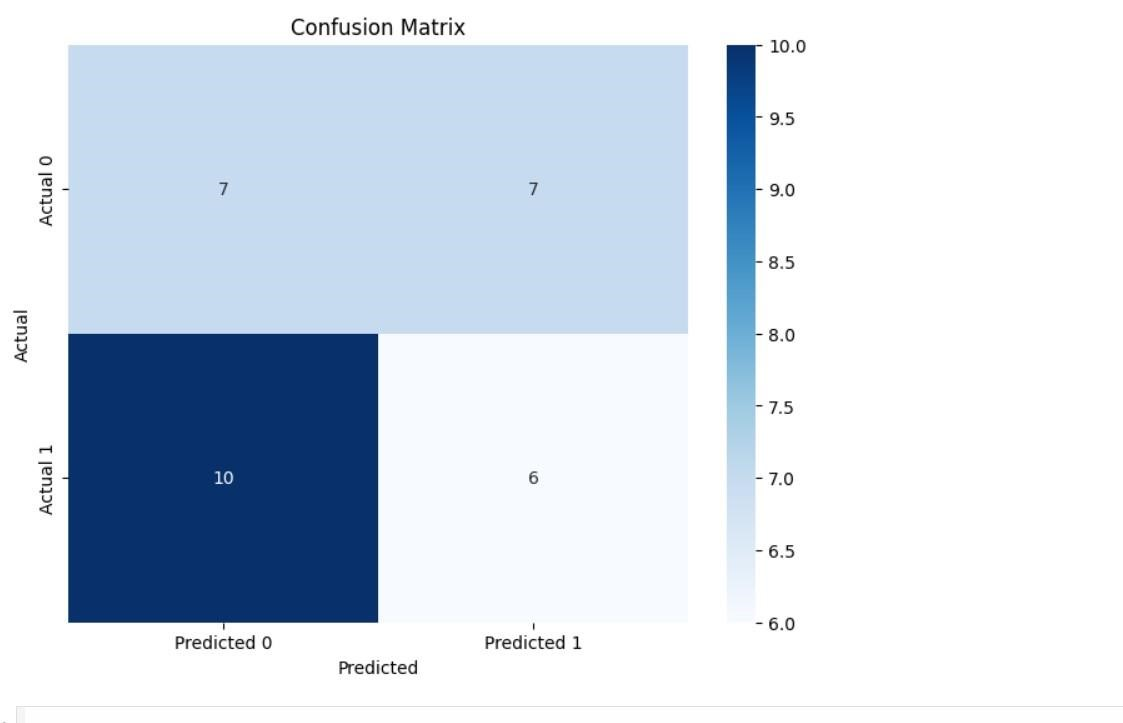 Confusion Matrix
10.0
9.5
Actual 0
7
7
9.0
8.5
Actual
8.0
7.5
Actual 1
10
6
7.0
6.5
6.0
Predicted 0
Predicted 1
Predicted